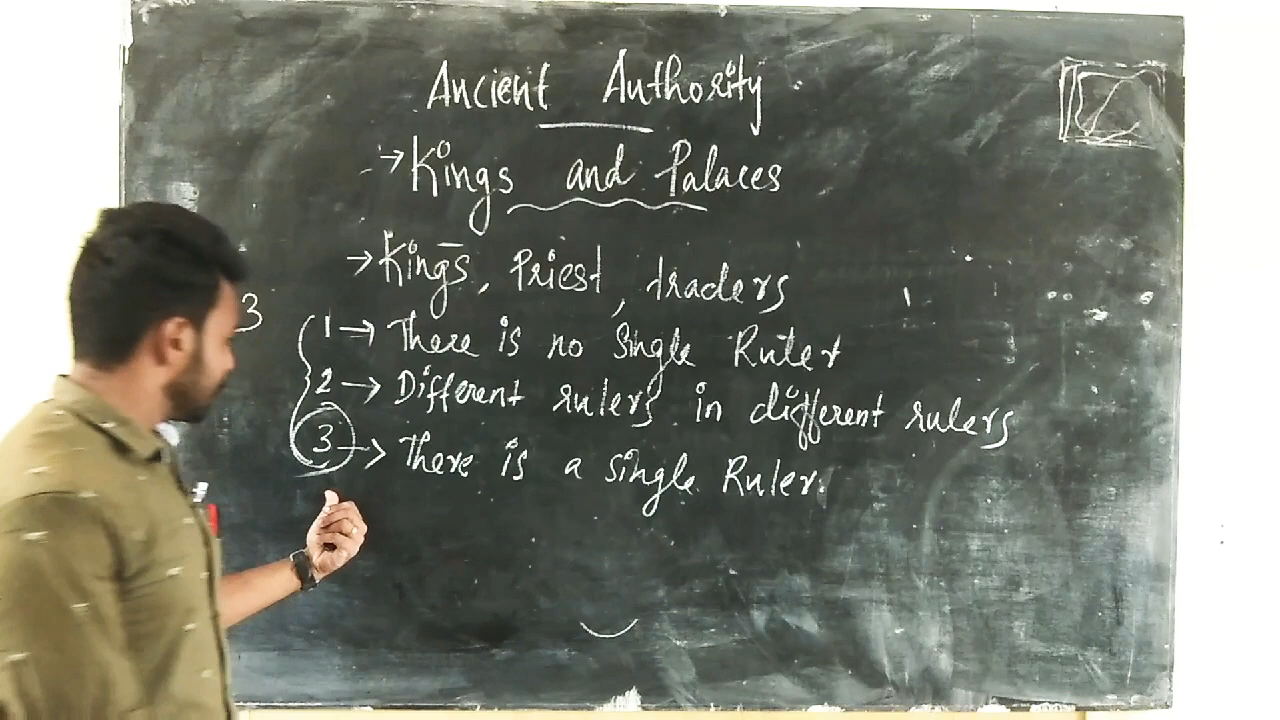 Ancient Authority
→ Kings and Palaces
→ Kings, Priest, traders
3
1 → There is no Single Ruler
2 → Different rulers in different rulers
3 → There is a single Ruler.